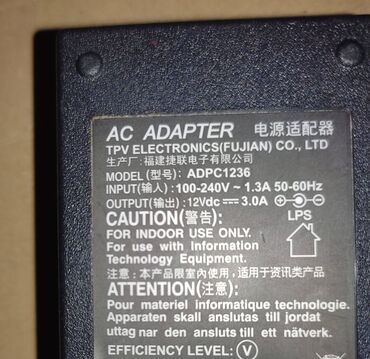 AC ADAPTER 电源适配器
TPV ELECTRONICS(FUJIAN) CO., LTD
生产厂: 福建捷联电子有限公司
MODEL(型号): ADPC1236
INPUT(输入): 100-240V ~ 1.3A 50-60Hz
OUTPUT(输出): 12Vdc 3.0A
CAUTION(警告): LPS
FOR INDOOR USE ONLY.
For use with Information
Technology Equipment.
注意: 本产品限室内使用, 适用于资讯类产品
ATTENTION(注意):
Pour materiel informatique technologie.
Apparaten skall anslutas till jordat
uttag nar den ansluts till ett nätverk.
EFFICIENCY LEVEL: V